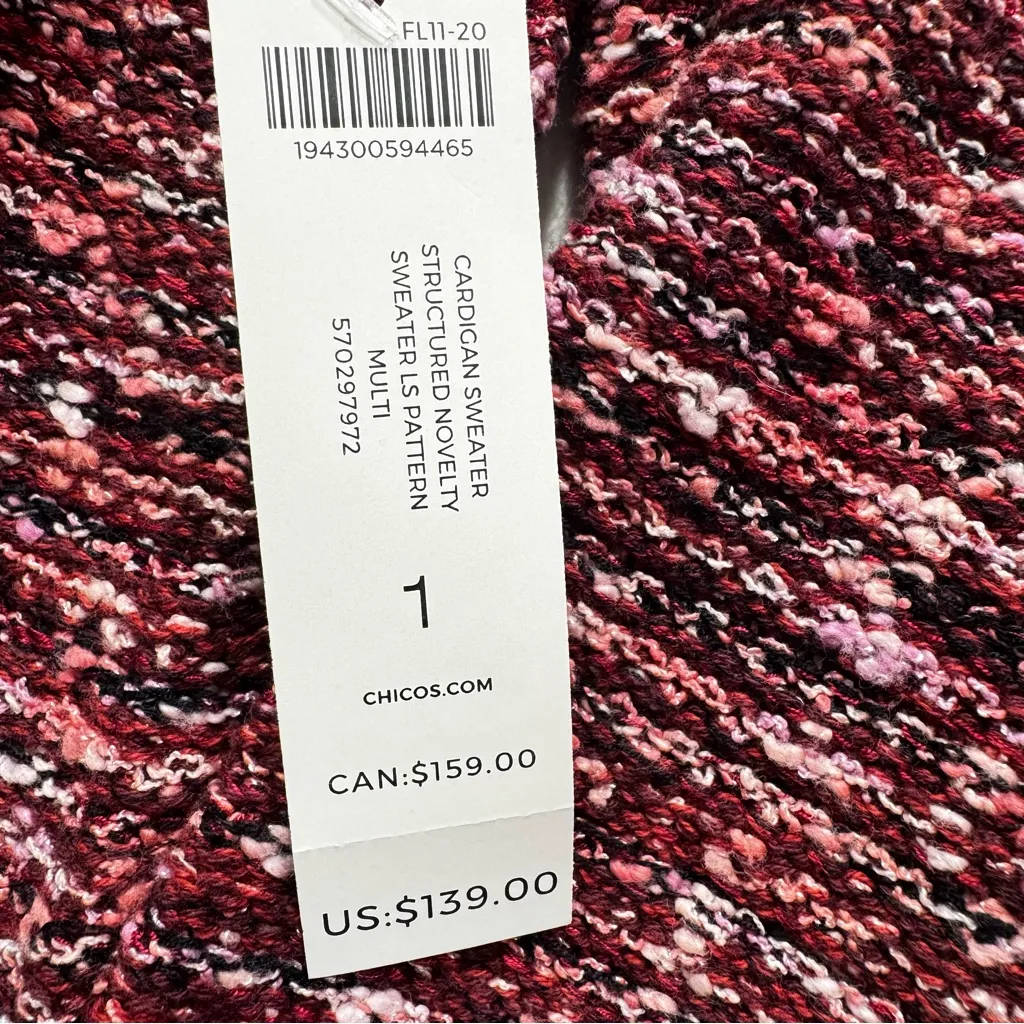 FL11-20
194300594465
CARDIGAN SWEATER
STRUCTURED NOVELTY
SWEATER LS PATTERN
MULTI
570297972
1
CHICOS.COM
CAN:$159.00
US:$139.00